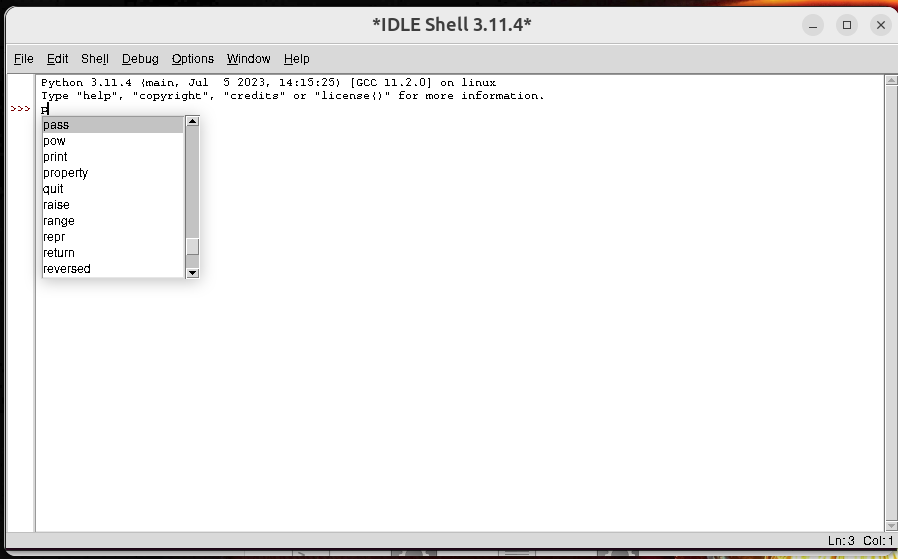 *IDLE Shell 3.11.4*
File Edit Shell Debug Options Window Help
Python 3.11.4 (main, Jul  5 2023, 14:15:25) [GCC 11.2.0] on linux
Type "help", "copyright", "credits" or "license()" for more information.
>>> p
pass
pow
print
property
quit
raise
range
repr
return
reversed
Ln: 3 Col: 1